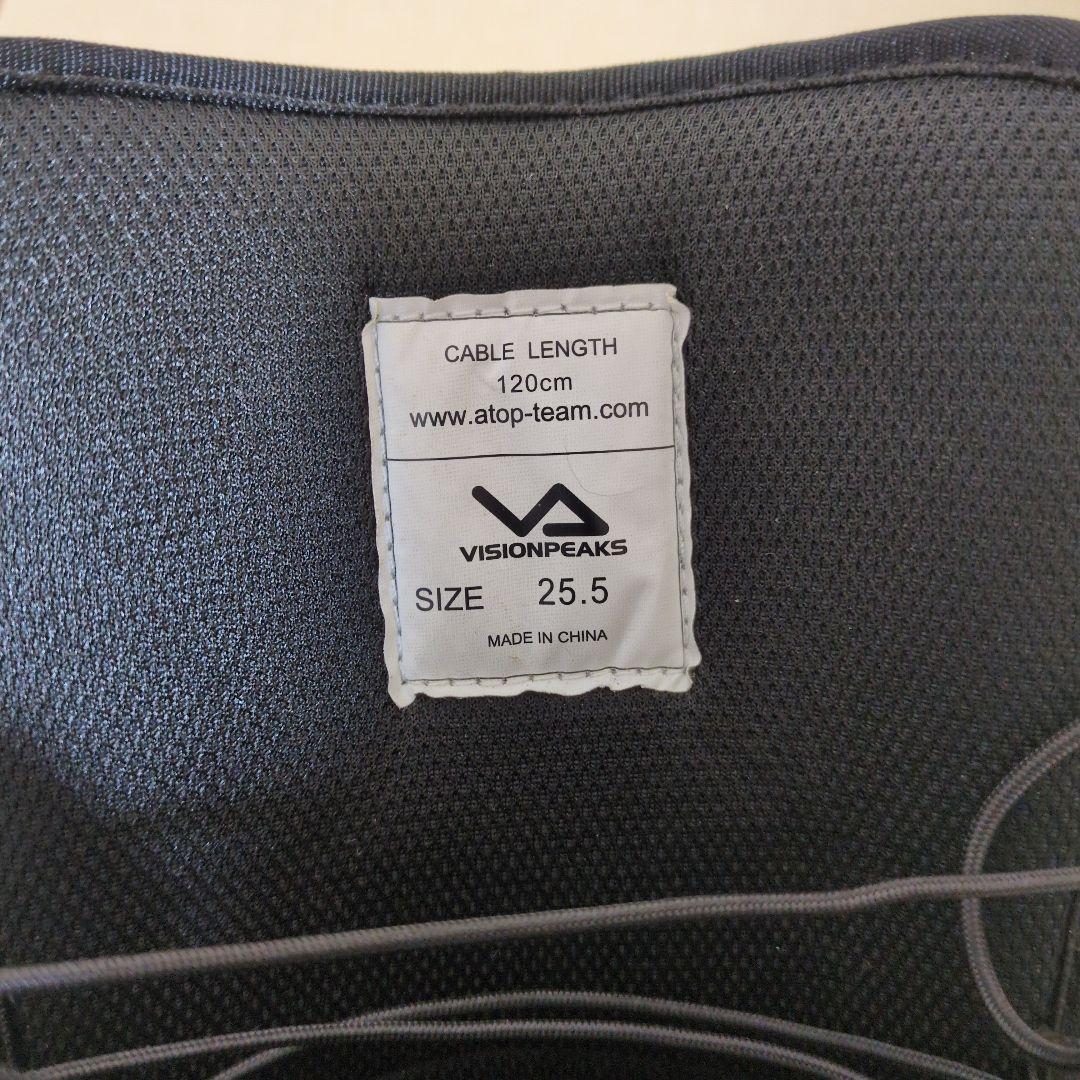 CABLE LENGTH
120cm
www.atop-team.com
VISIONPEAKS
SIZE 25.5
MADE IN CHINA